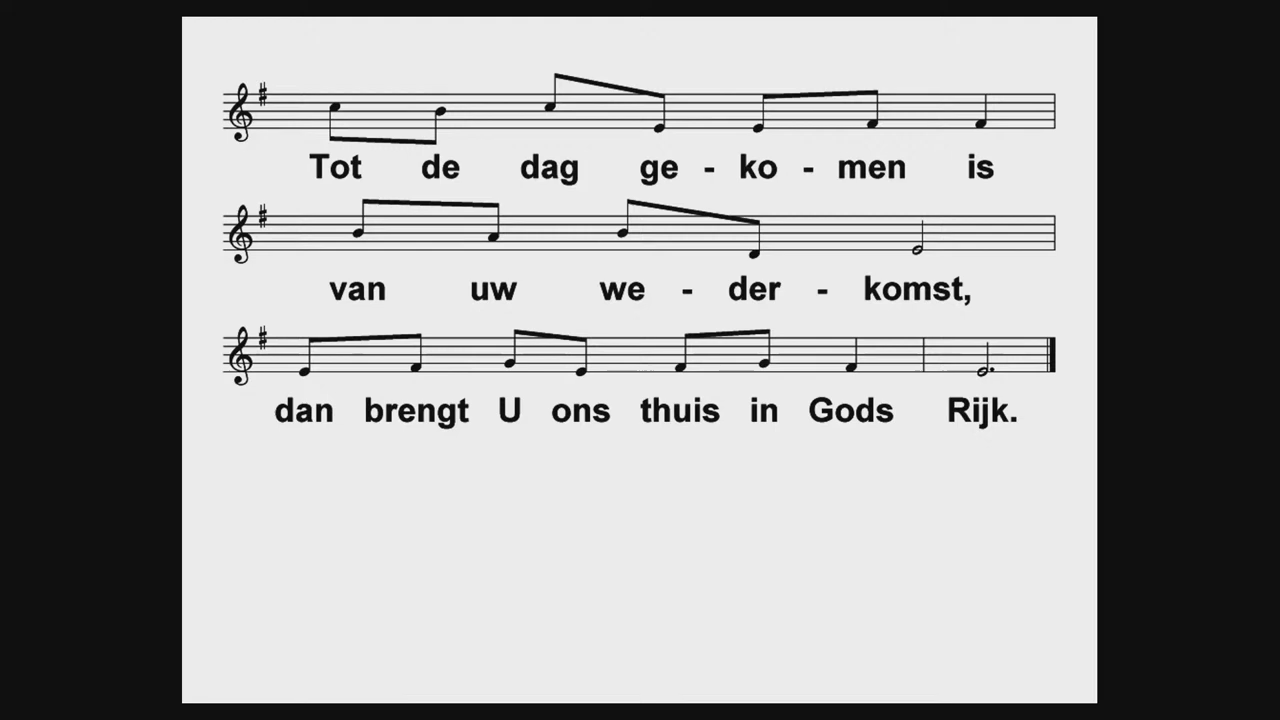 Tot de dag ge - ko - men is
van uw we - der - komst,
dan brengt U ons thuis in Gods Rijk.